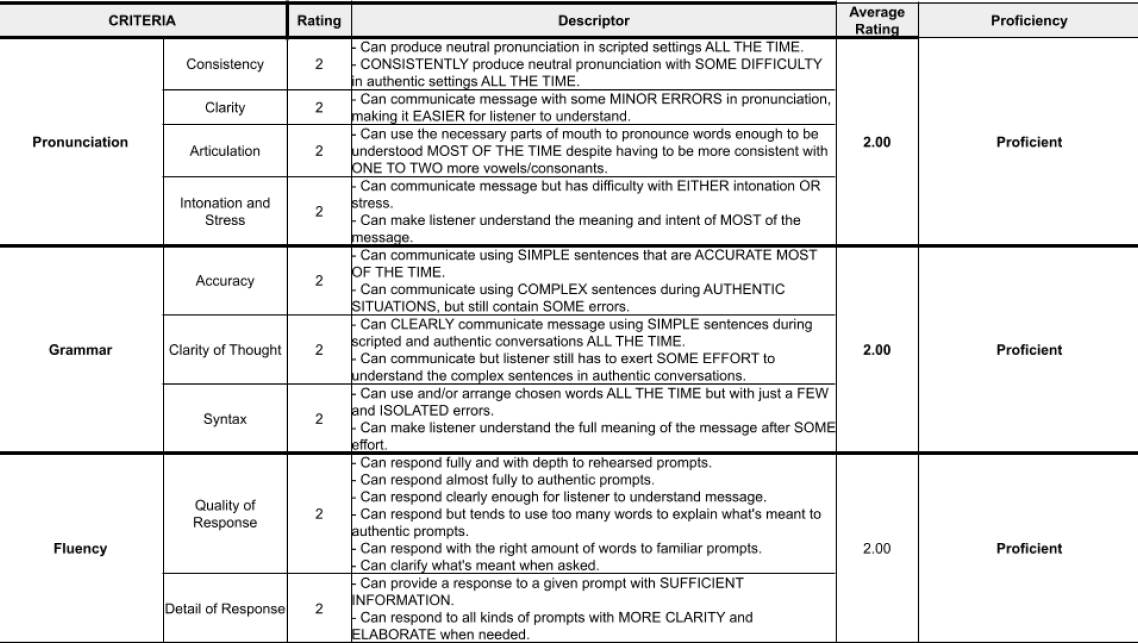 CRITERIA Rating Descriptor Average Rating Proficiency
Pronunciation
Consistency
2
- Can produce neutral pronunciation in scripted settings ALL THE TIME.
- CONSISTENTLY produce neutral pronunciation with SOME DIFFICULTY
in authentic settings ALL THE TIME.
Clarity
2
- Can communicate message with some MINOR ERRORS in pronunciation,
making it EASIER for listener to understand.
Articulation
2
- Can use the necessary parts of mouth to pronounce words enough to be
understood MOST OF THE TIME despite having to be more consistent with
ONE TO TWO more vowels/consonants.
Intonation and
Stress
2
- Can communicate message but has difficulty with EITHER intonation OR
stress.
- Can make listener understand the meaning and intent of MOST of the
message.
2.00
Proficient
Grammar
Accuracy
2
- Can communicate using SIMPLE sentences that are ACCURATE MOST
OF THE TIME.
- Can communicate using COMPLEX sentences during AUTHENTIC
SITUATIONS, but still contain SOME errors.
Clarity of Thought
2
- Can CLEARLY communicate message using SIMPLE sentences during
scripted and authentic conversations ALL THE TIME.
- Can communicate but listener still has to exert SOME EFFORT to
understand the complex sentences in authentic conversations.
Syntax
2
- Can use and/or arrange chosen words ALL THE TIME but with just a FEW
and ISOLATED errors.
- Can make listener understand the full meaning of the message after SOME
effort.
2.00
Proficient
Fluency
Quality of
Response
2
- Can respond fully and with depth to rehearsed prompts.
- Can respond almost fully to authentic prompts.
- Can respond clearly enough for listener to understand message.
- Can respond but tends to use too many words to explain what's meant to
authentic prompts.
- Can respond with the right amount of words to familiar prompts.
- Can clarify what's meant when asked.
Detail of Response
2
- Can provide a response to a given prompt with SUFFICIENT
INFORMATION.
- Can respond to all kinds of prompts with MORE CLARITY and
ELABORATE when needed.
2.00
Proficient